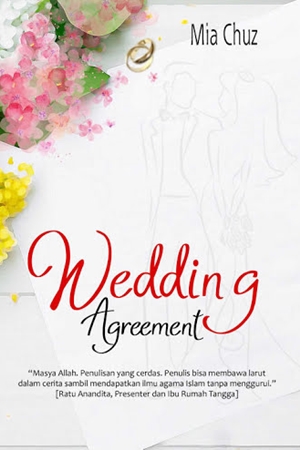 Mia Chuz
Wedding
Agreement
“Masya Allah. Penulisan yang cerdas. Penulis bisa membawa larut
dalam cerita sambil mendapatkan ilmu agama Islam tanpa menggurui.”
[Ratu Anandita, Presenter dan Ibu Rumah Tangga]